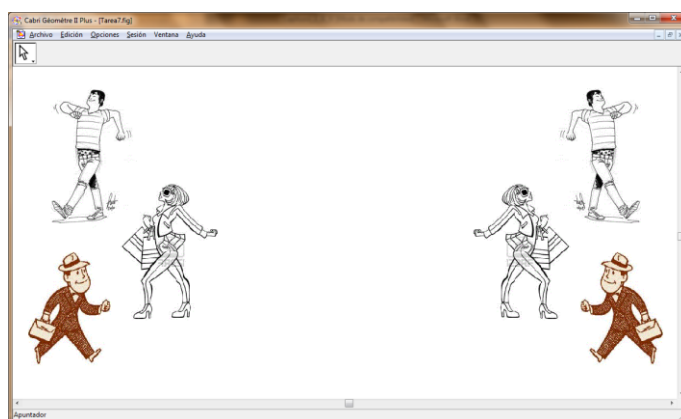 Cabri Géomètre II Plus - [Tarea7.fig]
Archivo Edición Opciones Sesión Ventana Ayuda
Apuntador